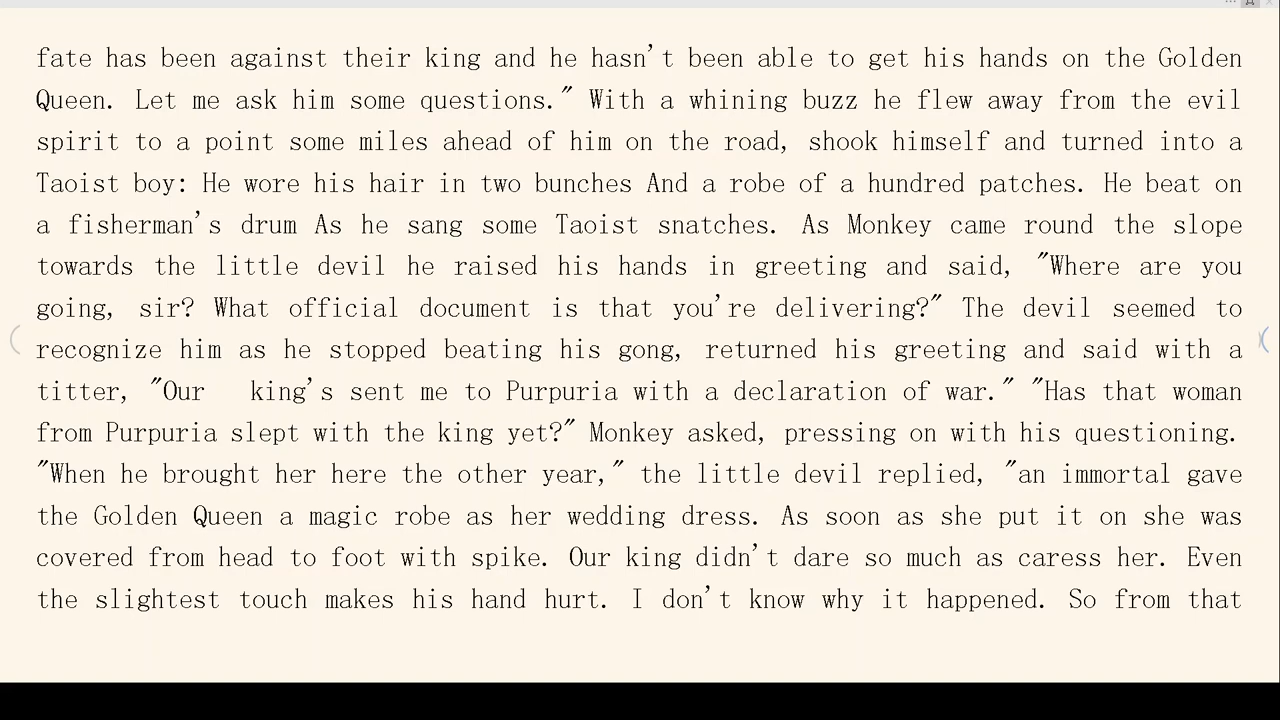 fate has been against their king and he hasn't been able to get his hands on the Golden
Queen. Let me ask him some questions." With a whining buzz he flew away from the evil
spirit to a point some miles ahead of him on the road, shook himself and turned into a
Taoist boy: He wore his hair in two bunches And a robe of a hundred patches. He beat on
a fisherman's drum As he sang some Taoist snatches. As Monkey came round the slope
towards the little devil he raised his hands in greeting and said, "Where are you
going, sir? What official document is that you're delivering?" The devil seemed to
recognize him as he stopped beating his gong, returned his greeting and said with a
titter, "Our king's sent me to Purpuria with a declaration of war." "Has that woman
from Purpuria slept with the king yet?" Monkey asked, pressing on with his questioning.
"When he brought her here the other year," the little devil replied, "an immortal gave
the Golden Queen a magic robe as her wedding dress. As soon as she put it on she was
covered from head to foot with spike. Our king didn't dare so much as caress her. Even
the slightest touch makes his hand hurt. I don't know why it happened. So from that